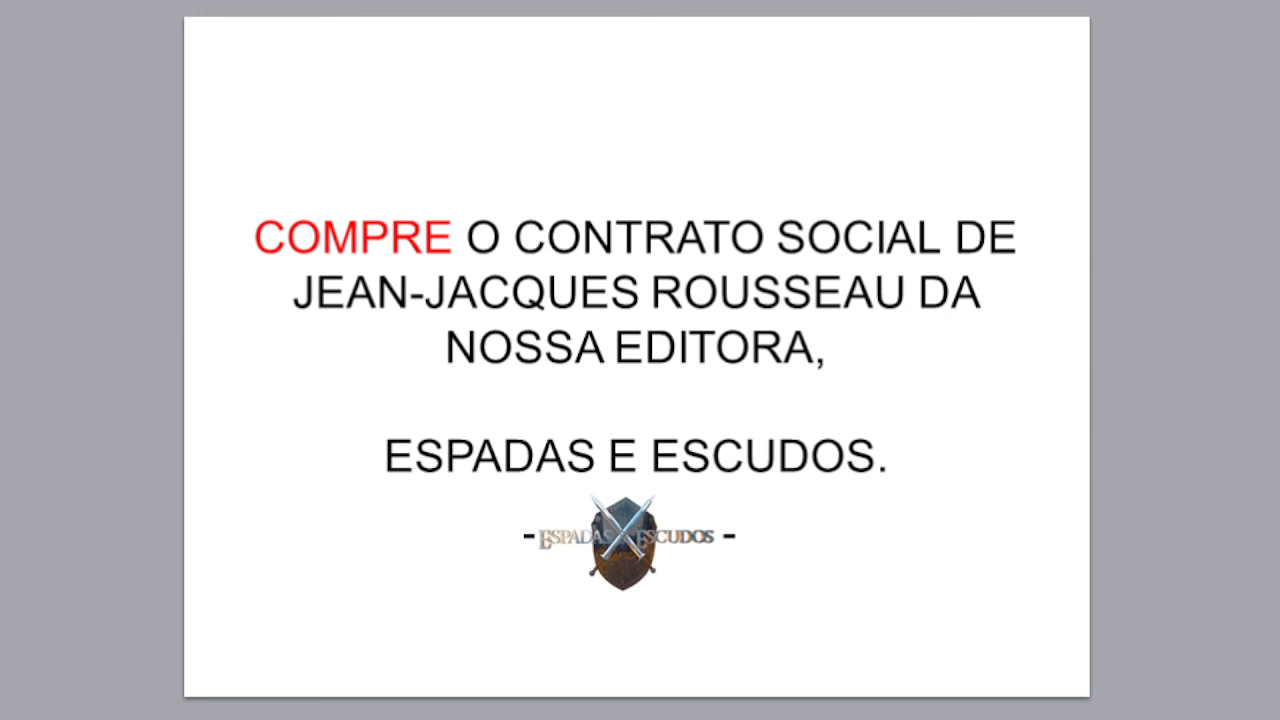 COMPRE O CONTRATO SOCIAL DE
JEAN-JACQUES ROUSSEAU DA
NOSSA EDITORA,
ESPADAS E ESCUDOS.
- ESPADAS ESCUDOS -